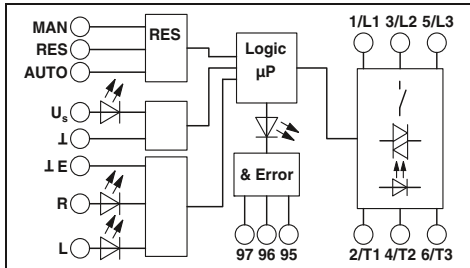 MAN
RES
AUTO
RES
Logic
µP
1/L1 3/L2 5/L3
Us
⊥
⊥ E
R
L
& Error
97 96 95
2/T1 4/T2 6/T3